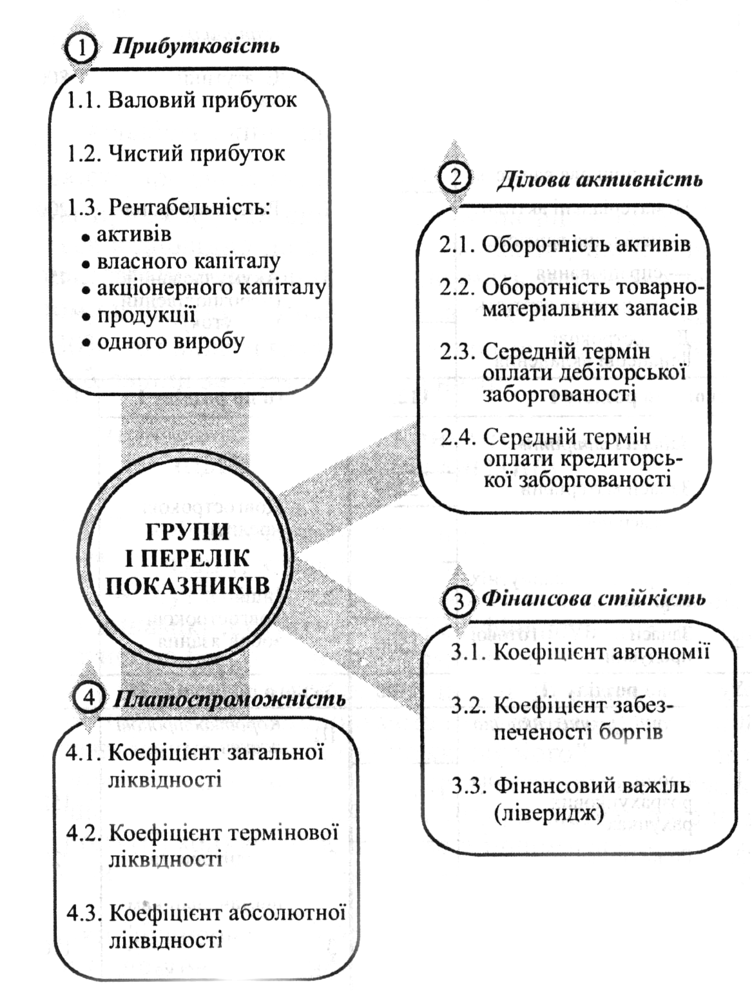 1 Прибутковість
1.1. Валовий прибуток
1.2. Чистий прибуток
1.3. Рентабельність:
• активів
• власного капіталу
• акціонерного капіталу
• продукції
• одного виробу
2 Ділова активність
2.1. Оборотність активів
2.2. Оборотність товарно-
матеріальних запасів
2.3. Середній термін
оплати дебіторської
заборгованості
2.4. Середній термін
оплати кредиторсь-
кої заборгованості
ГРУПИ
І ПЕРЕЛІК
ПОКАЗНИКІВ
3 Фінансова стійкість
3.1. Коефіцієнт автономії
3.2. Коефіцієнт забез-
печеності боргів
3.3. Фінансовий важіль
(ліверидж)
4 Платоспроможність
4.1. Коефіцієнт загальної
ліквідності
4.2. Коефіцієнт термінової
ліквідності
4.3. Коефіцієнт абсолютної
ліквідності